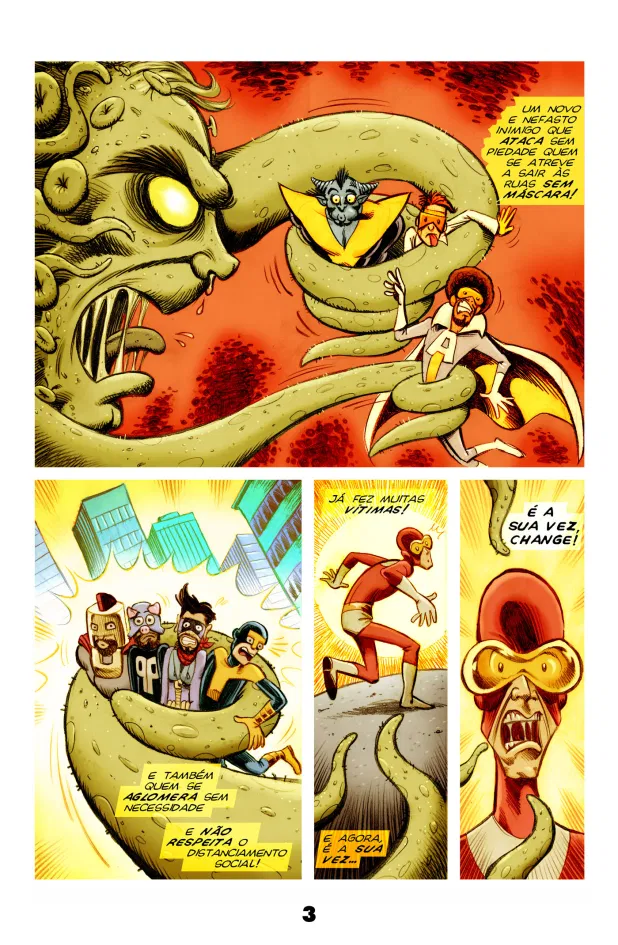 UM NOVO
E NEFASTO
INIMIGO QUE
ATACA SEM
PIEDADE QUEM
SE ATREVE
A SAIR ÀS
RUAS SEM
MÁSCARA!
A
qp
E TAMBÉM
QUEM SE
AGLOMERA SEM
NECESSIDADE
E NÃO
RESPEITA O
DISTANCIAMENTO
SOCIAL!
JÁ FEZ MUITAS
VÍTIMAS!
E AGORA,
É A SUA
VEZ...
É A
SUA VEZ,
CHANGE!
3